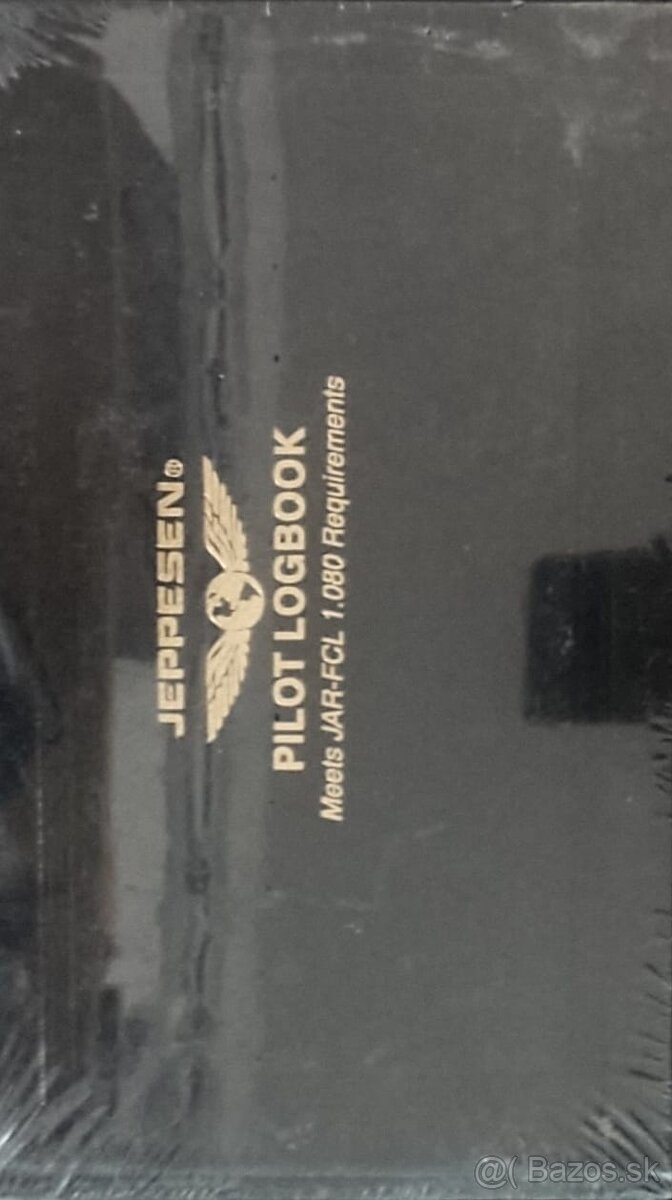 JEPPESEN®
PILOT LOGBOOK
Meets JAR-FCL 1.080 Requirements
@( Bazos.sk